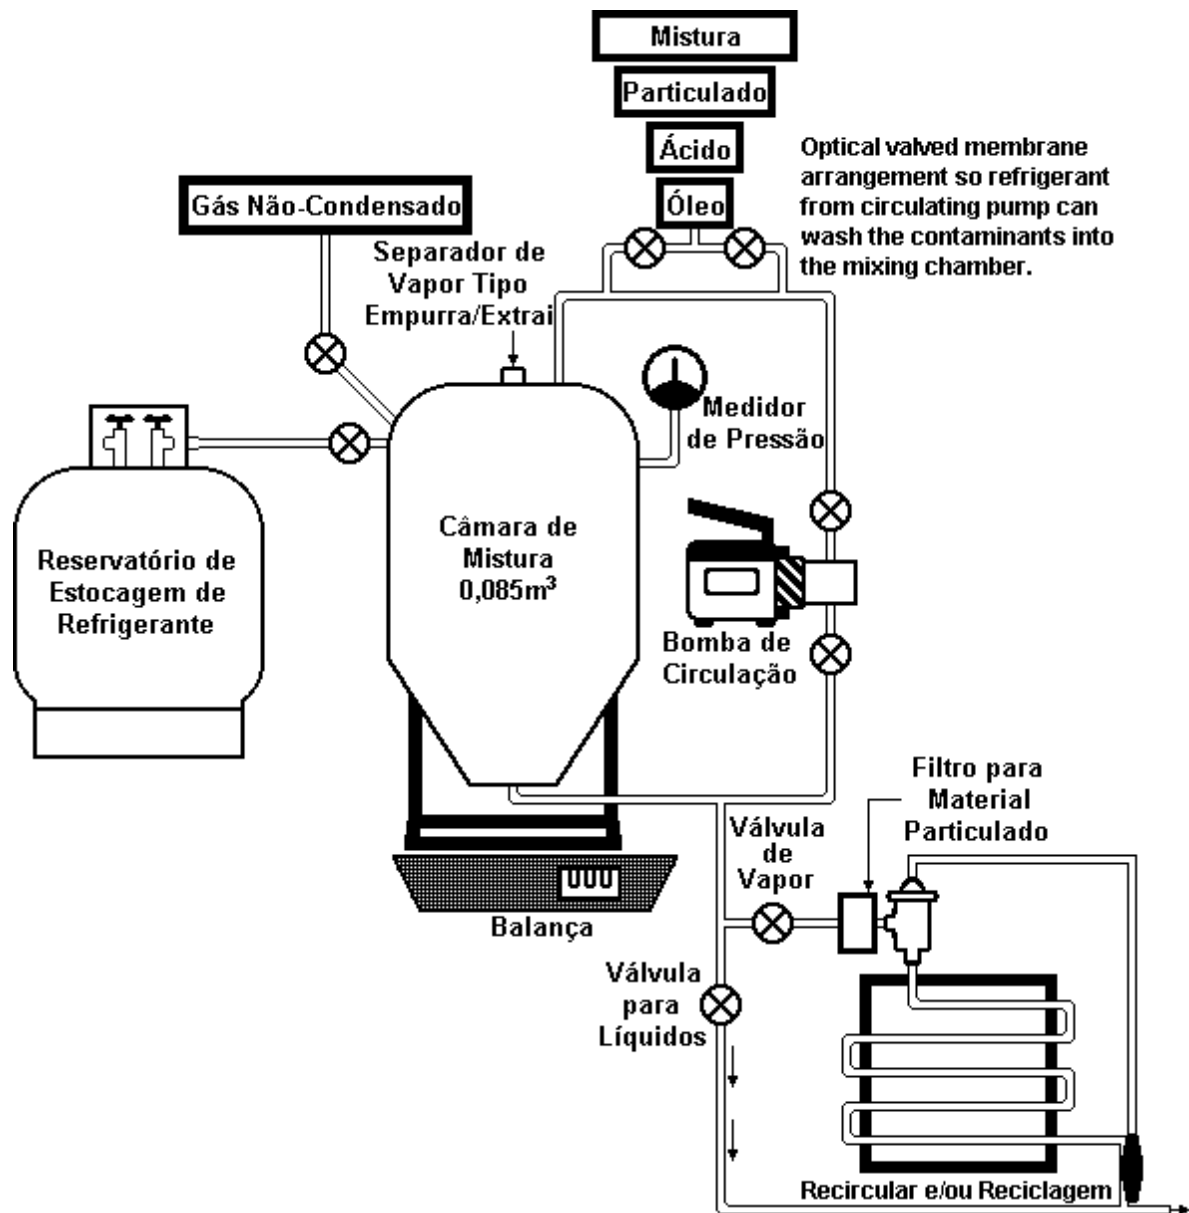 Mistura
Particulado
Ácido
Óleo
Optical valved membrane
arrangement so refrigerant
from circulating pump can
wash the contaminants into
the mixing chamber.
Gás Não-Condensado
Separador de
Vapor Tipo
Empurra/Extrai
Medidor
de Pressão
Reservatório de
Estocagem de
Refrigerante
Câmara de
Mistura
0,085m³
Bomba de
Circulação
Filtro para
Material
Particulado
Válvula
de
Vapor
Balança
Válvula
para
Líquidos
Recircular e/ou Reciclagem